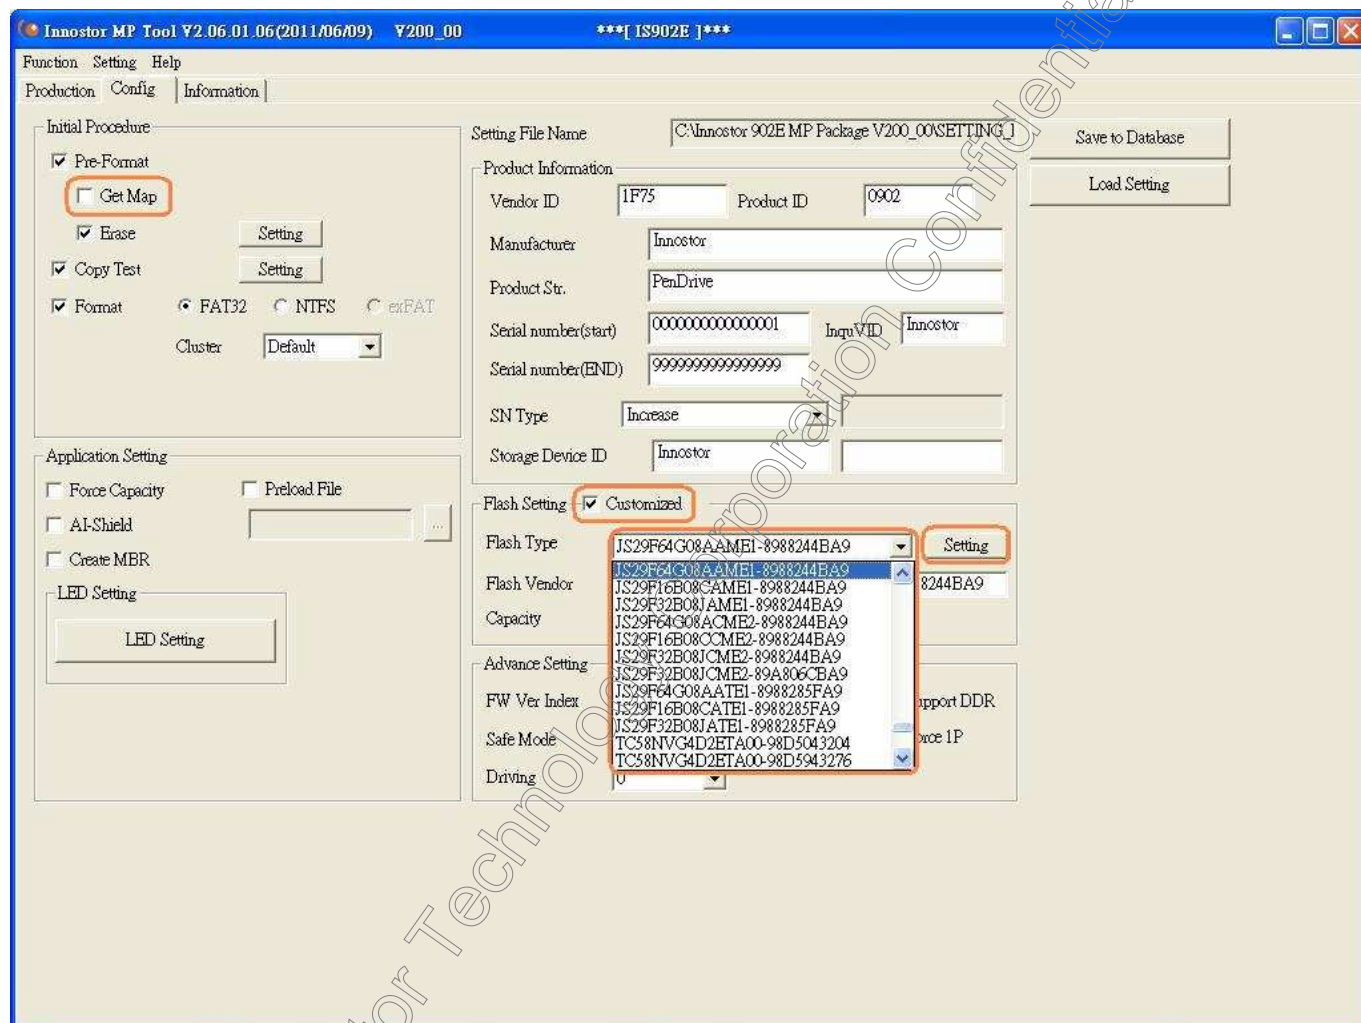 Innostor MP Tool V2.06.01.06(2011/06/09) V200_00 ***[ IS902E ]***
Function Setting Help
Production Config Information
Initial Procedure
Pre-Format
Get Map
Erase Setting
Copy Test Setting
Format FAT32 NTFS exFAT
Cluster Default
Application Setting
Force Capacity Preload File
AI-Shield ...
Create MBR
LED Setting
LED Setting
Setting File Name C:\Innostor 902E MP Package V200_00\SETTING_
Product Information
Vendor ID 1F75 Product ID 0902
Manufacturer Innostor
Product Str. PenDrive
Serial number(start) 000000000000001 InquVID Innostor
Serial number(END) 999999999999999
SN Type Increase
Storage Device ID Innostor
Flash Setting Customized
Flash Type JS29F64G08AAME1-8988244BA9 Setting
JS29F64G08AAME1-8988244BA9
JS29F16B08CAME1-8988244BA9
JS29F32B08JAME1-8988244BA9
JS29F64G08ACME2-8988244BA9
JS29F16B08CCME2-8988244BA9
JS29F32B08JCME2-8988244BA9
JS29F32B08JCME2-89A806CBA9
JS29F64G08AATE1-8988285FA9
JS29F16B08CATE1-8988285FA9
JS29F32B08JATE1-8988285FA9
TC58NVG4D2ETA00-98D5043204
TC58NVG4D2ETA00-98D5943276
Flash Vendor 8244BA9
Capacity
Advance Setting
FW Ver Index upport DDR
Safe Mode orce 1P
Driving 0
Save to Database
Load Setting
tor Technology Corporation Confidential